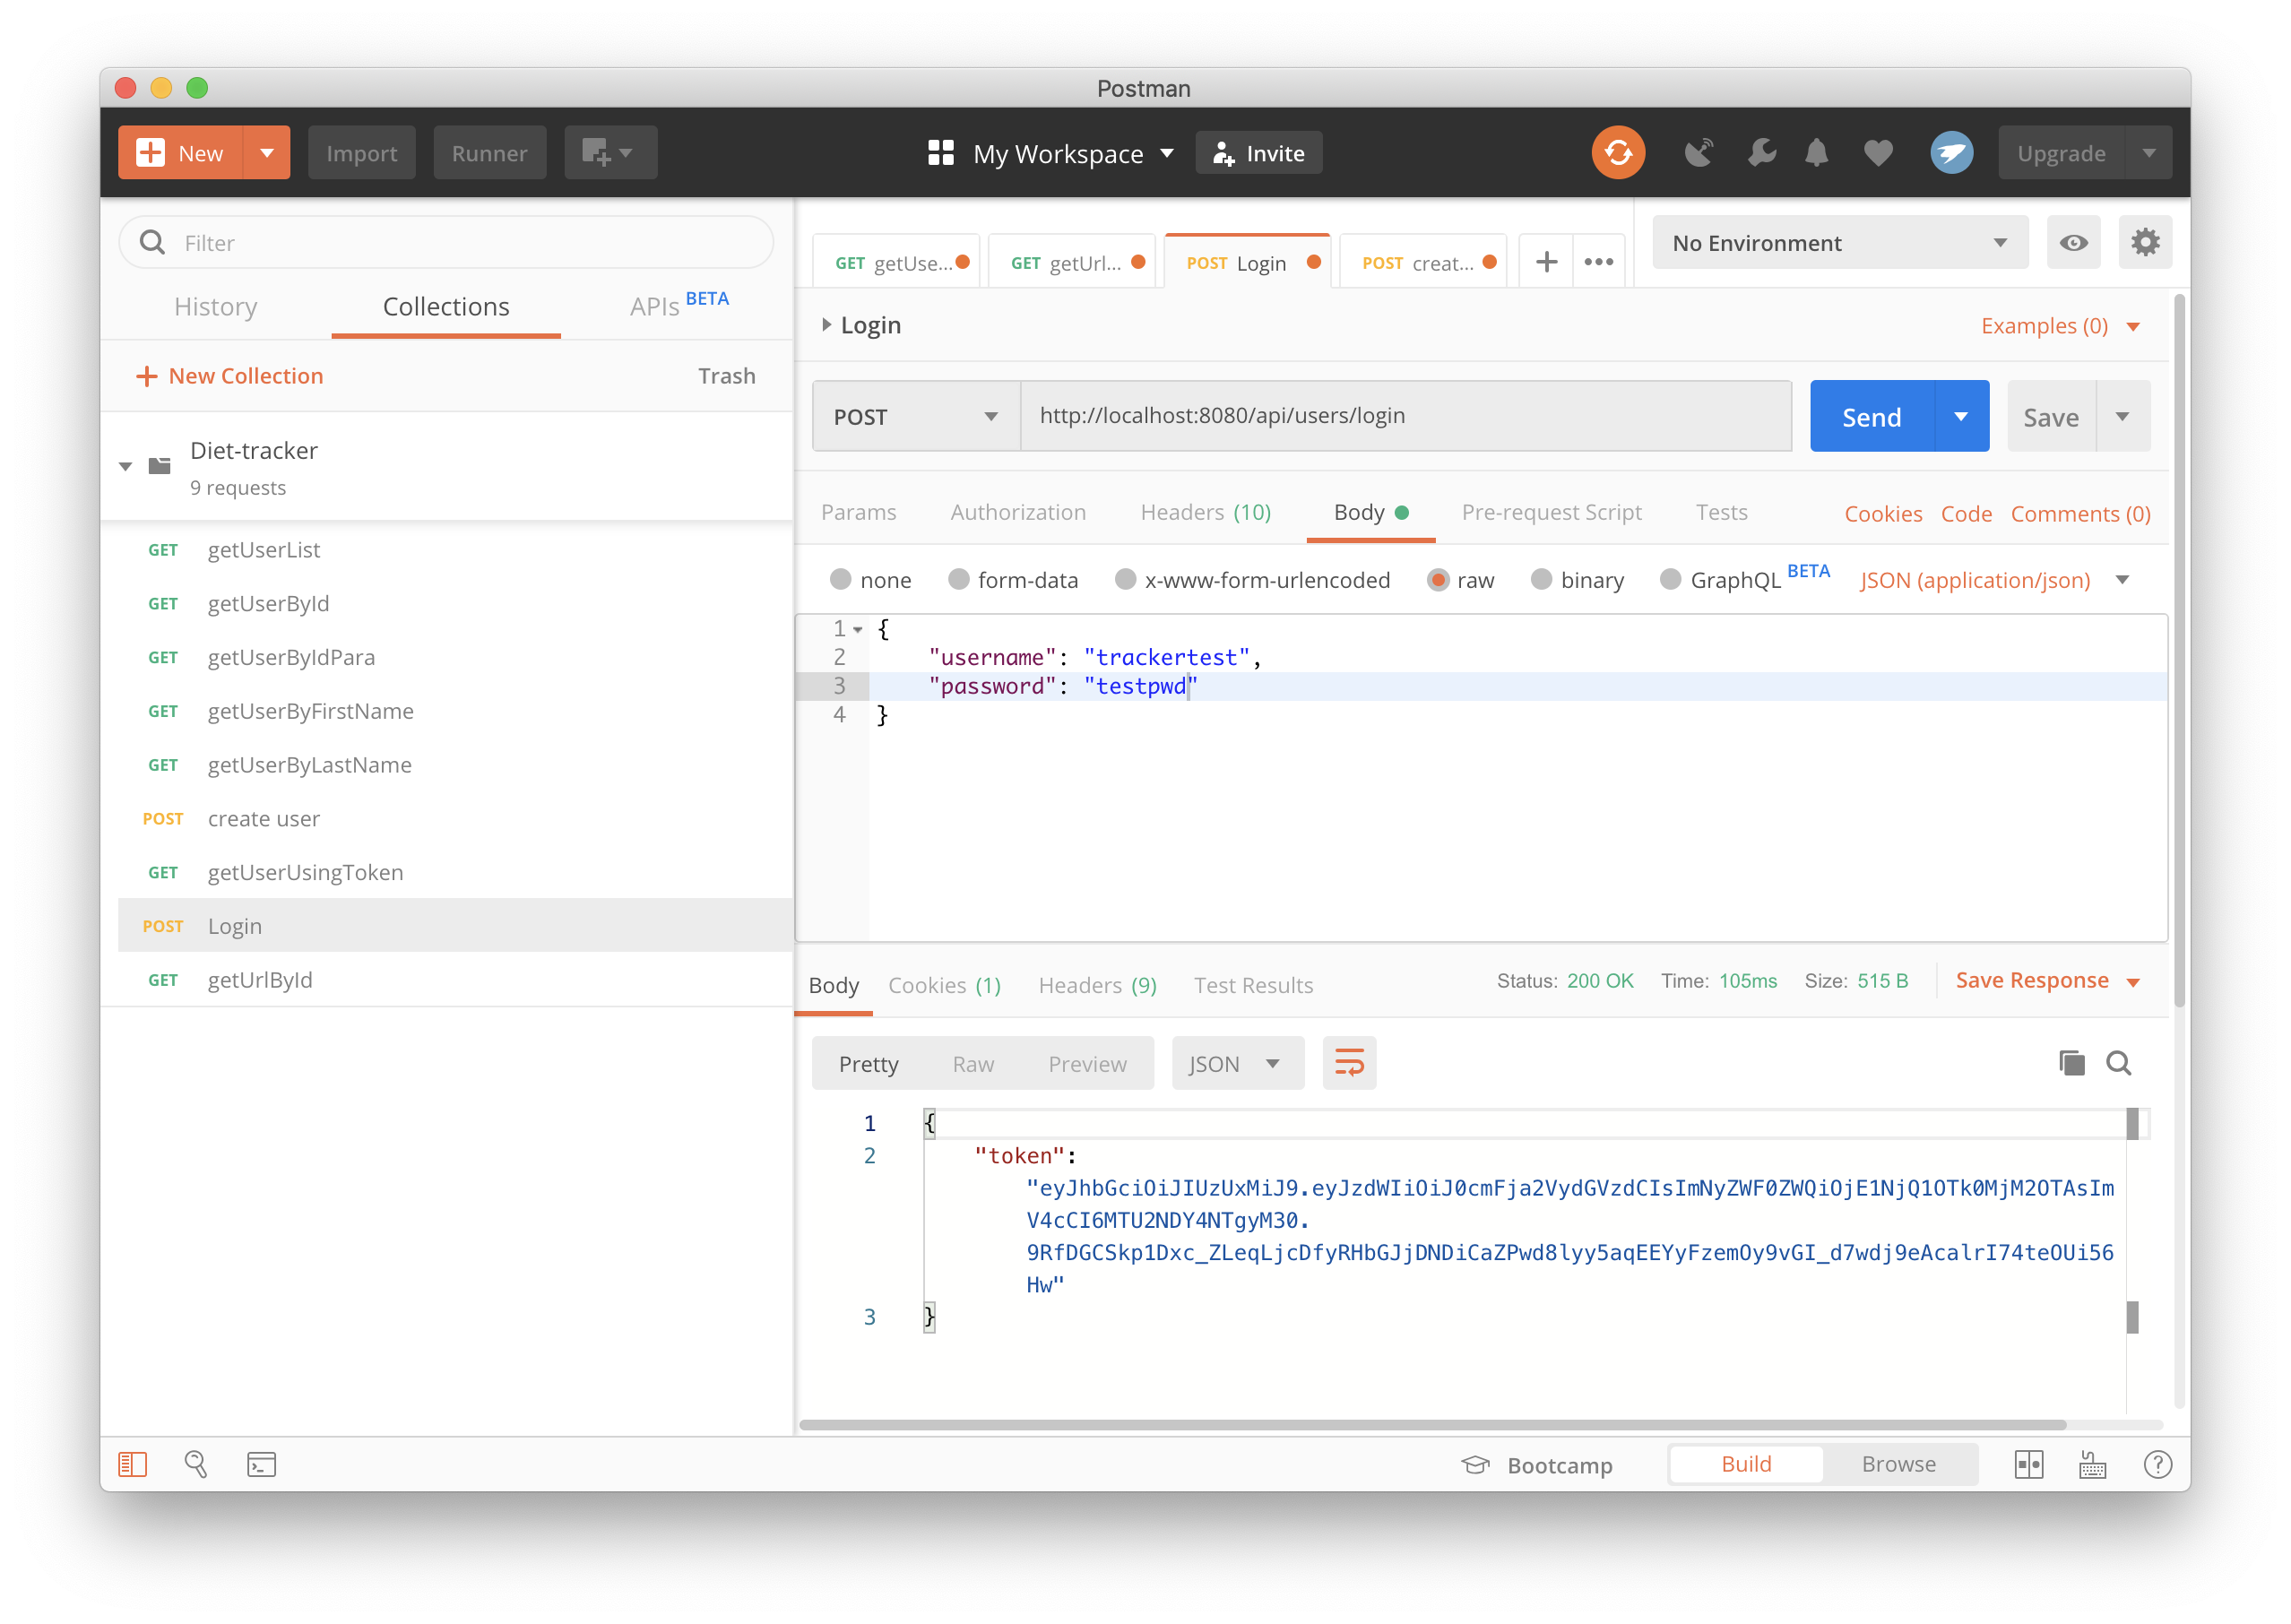 Postman
New
Import
Runner
My Workspace
Invite
Upgrade
Filter
History
Collections
APIs BETA
New Collection
Trash
Diet-tracker
9 requests
GET getUserList
GET getUserById
GET getUserByIdPara
GET getUserByFirstName
GET getUserByLastName
POST create user
GET getUserUsingToken
POST Login
GET getUrlById
GET getUse...
GET getUrl...
POST Login
POST creat...
No Environment
Login
Examples (0)
POST
http://localhost:8080/api/users/login
Send
Save
Params
Authorization
Headers (10)
Body
Pre-request Script
Tests
Cookies
Code
Comments (0)
none
form-data
x-www-form-urlencoded
raw
binary
GraphQL BETA
JSON (application/json)
1 {
2 "username": "trackertest",
3 "password": "testpwd"
4 }
Body
Cookies (1)
Headers (9)
Test Results
Status: 200 OK
Time: 105ms
Size: 515 B
Save Response
Pretty
Raw
Preview
JSON
1 {
2 "token":
"eyJhbGciOiJIUzUxMiJ9.eyJzdWIiOiJ0cmFja2VydGVzdCIsImNyZWF0ZWQiOjE1NjQ1OTk0MjM2OTAsIm
V4cCI6MTU2NDY4NTgyM30.
9RfDGCSkp1Dxc_ZLeqLjcDfyRHbGJjDNDiCaZPwd8lyy5aqEEYyFzemOy9vGI_d7wdj9eAcalrI74teOUi56
Hw"
3 }
Bootcamp
Build
Browse